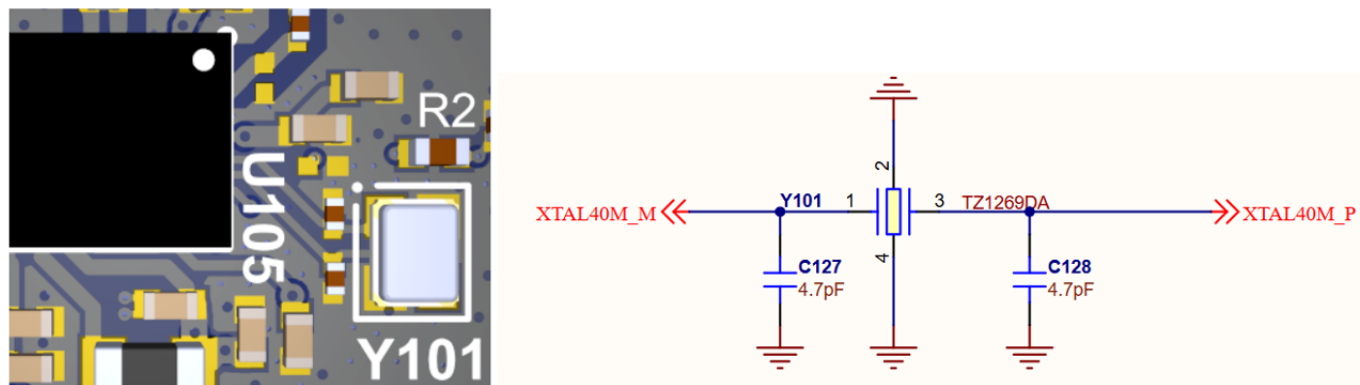 R2
U105
Y101
2
Y101 1 3 TZ1269DA
XTAL40M_M XTAL40M_P
4
C127 C128
4.7pF 4.7pF